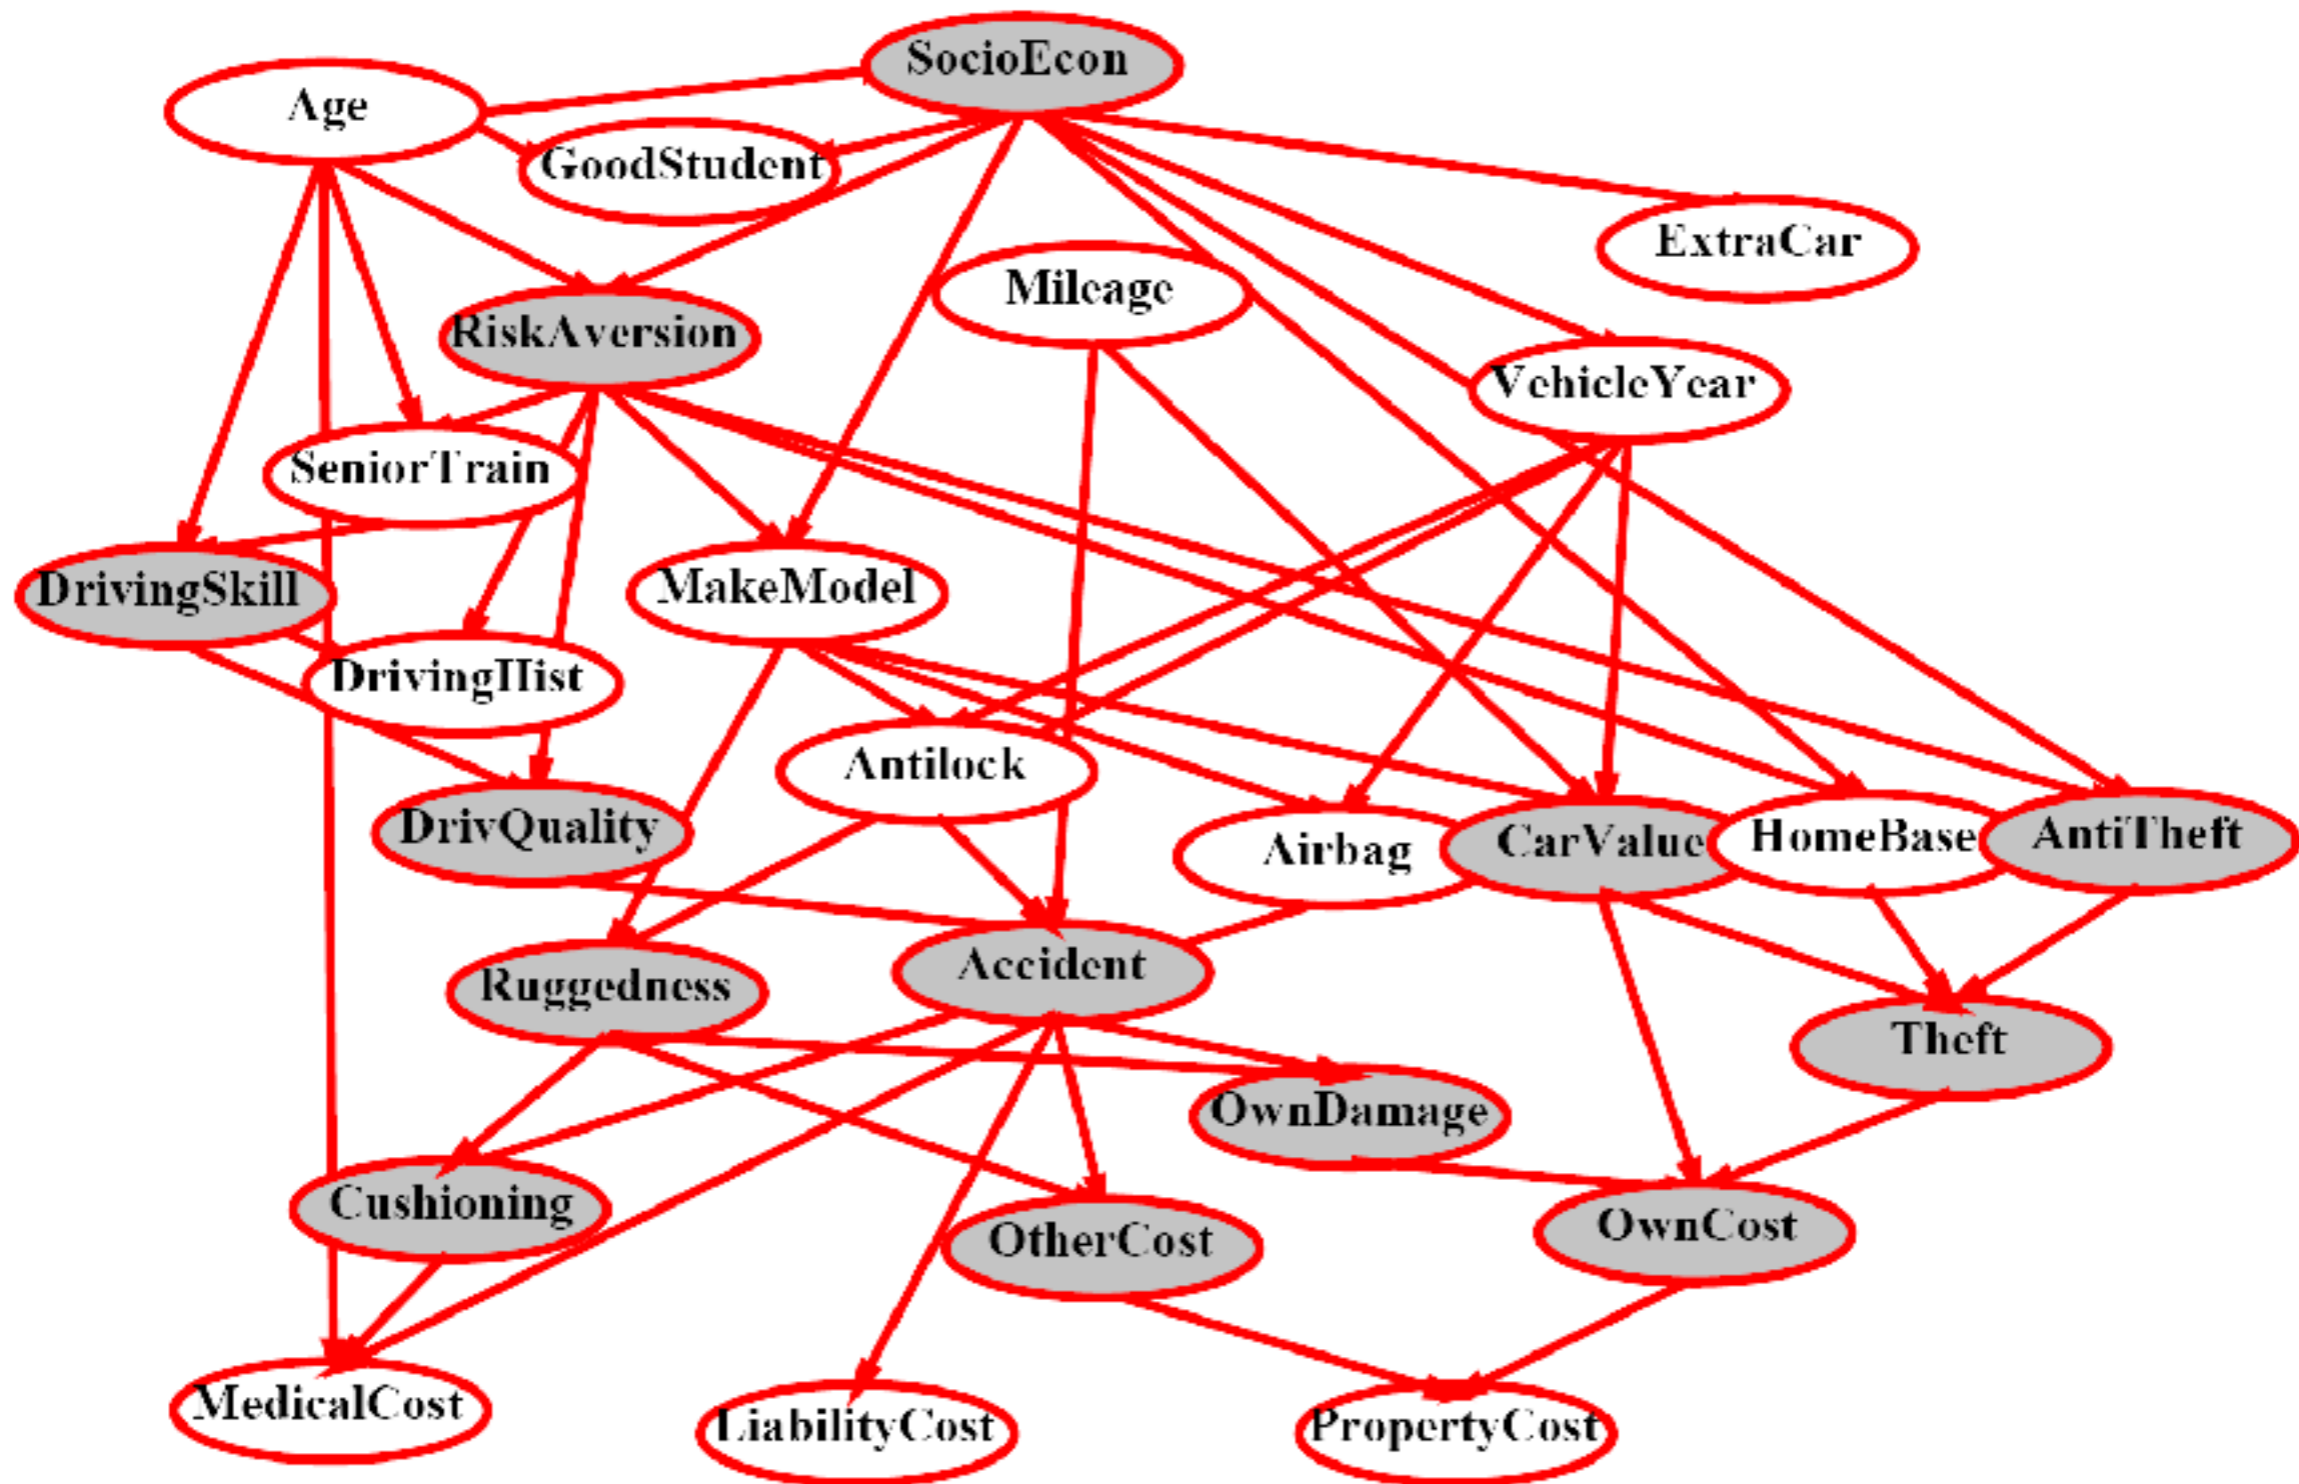 SocioEcon
Age
GoodStudent
ExtraCar
Mileage
RiskAversion
VehicleYear
SeniorTrain
DrivingSkill
MakeModel
DrivingHist
Antilock
DrivQuality
Airbag
CarValue
HomeBase
AntiTheft
Ruggedness
Accident
Theft
OwnDamage
Cushioning
OtherCost
OwnCost
MedicalCost
LiabilityCost
PropertyCost